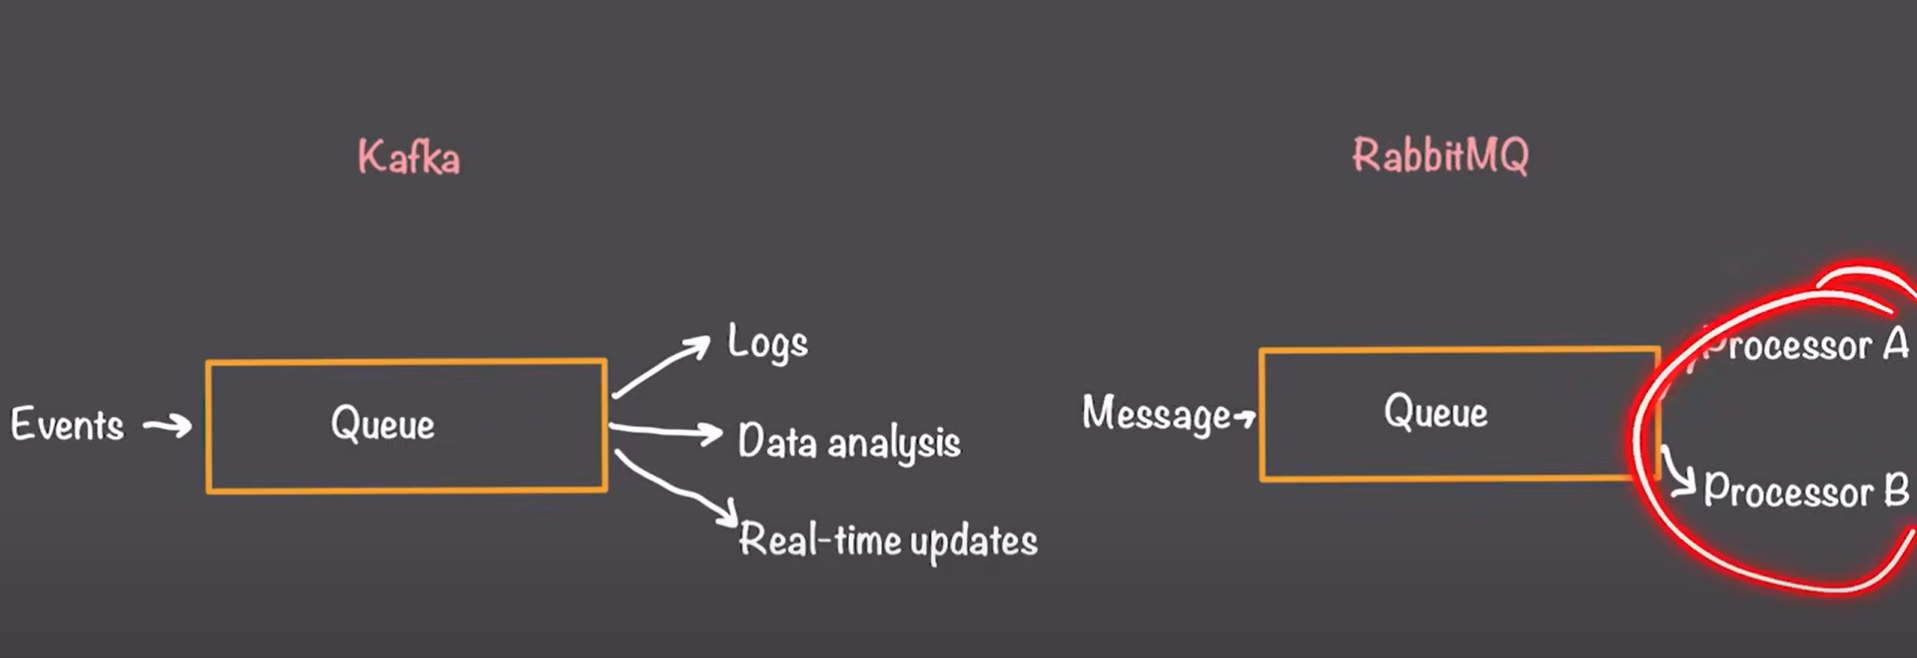 Kafka
Events
Queue
Logs
Data analysis
Real-time updates
RabbitMQ
Message
Queue
Processor A
Processor B